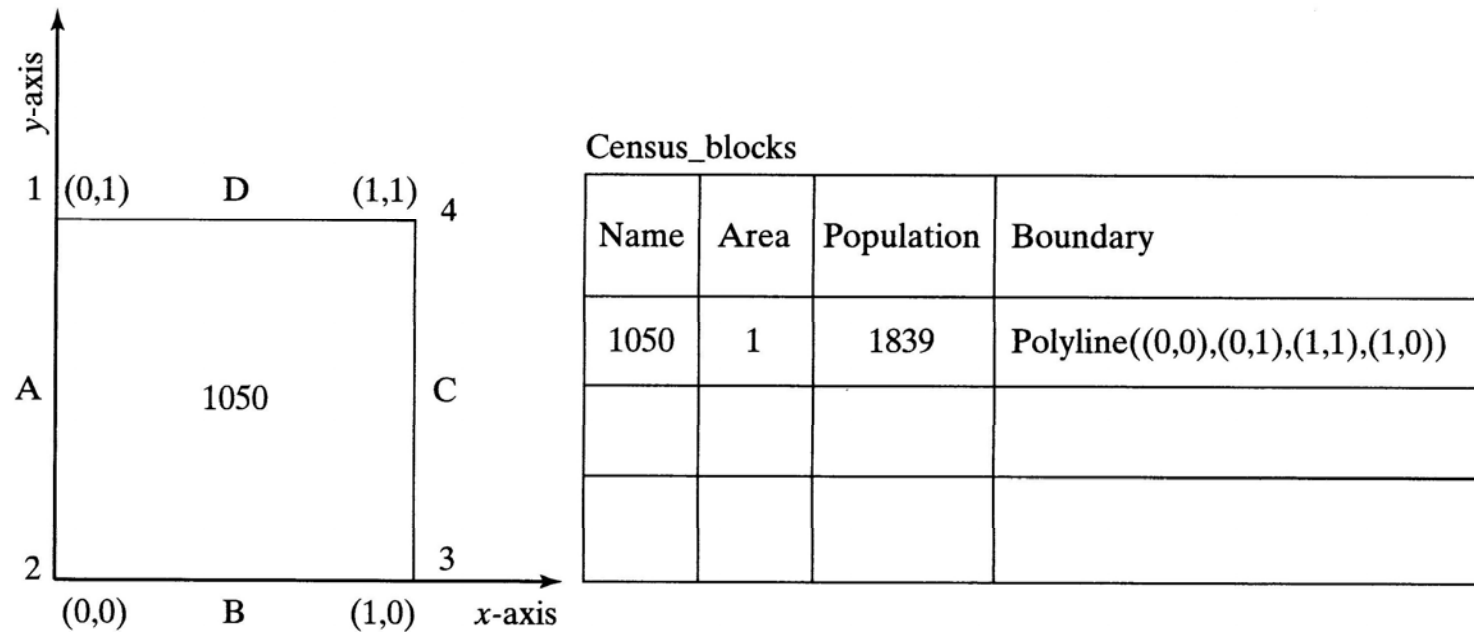 y-axis
1 (0,1) D (1,1) 4
A 1050 C
2 3
(0,0) B (1,0) x-axis
Census_blocks
Name Area Population Boundary
1050 1 1839 Polyline((0,0),(0,1),(1,1),(1,0))